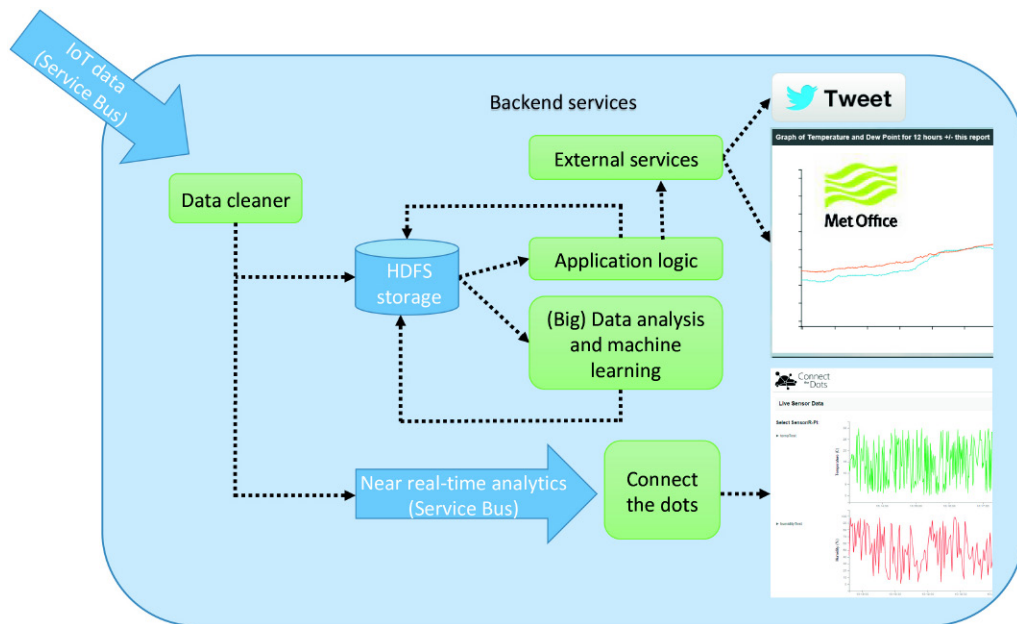 IoT data
(Service Bus)
Backend services
Tweet
Graph of Temperature and Dew Point for 12 hours +/- this report
Met Office
External services
Data cleaner
HDFS
storage
Application logic
(Big) Data analysis
and machine
learning
Near real-time analytics
(Service Bus)
Connect
the dots
Connect
the Dots
Live Sensor Data
Select Sensor/R-Pi:
Temperature (C)
Humidity (%)